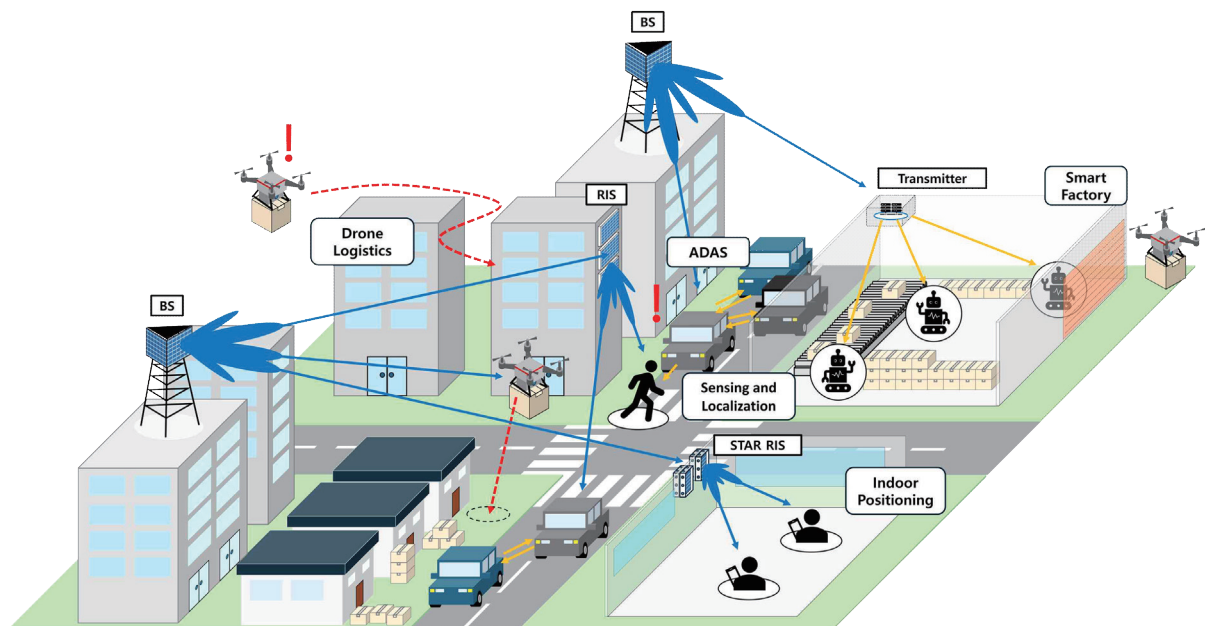 BS
Transmitter
Smart
Factory
RIS
Drone
Logistics
ADAS
BS
Sensing and
Localization
STAR RIS
Indoor
Positioning